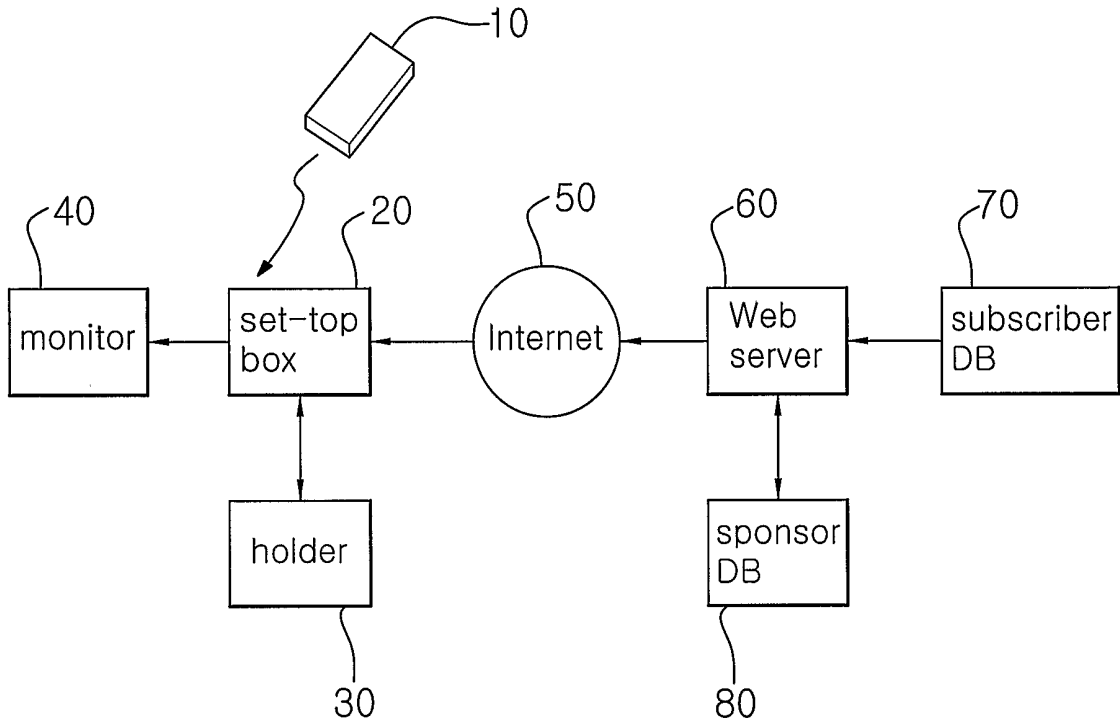 10
40
20
50
60
70
monitor
set-top
box
Internet
Web
server
subscriber
DB
holder
sponsor
DB
30
80